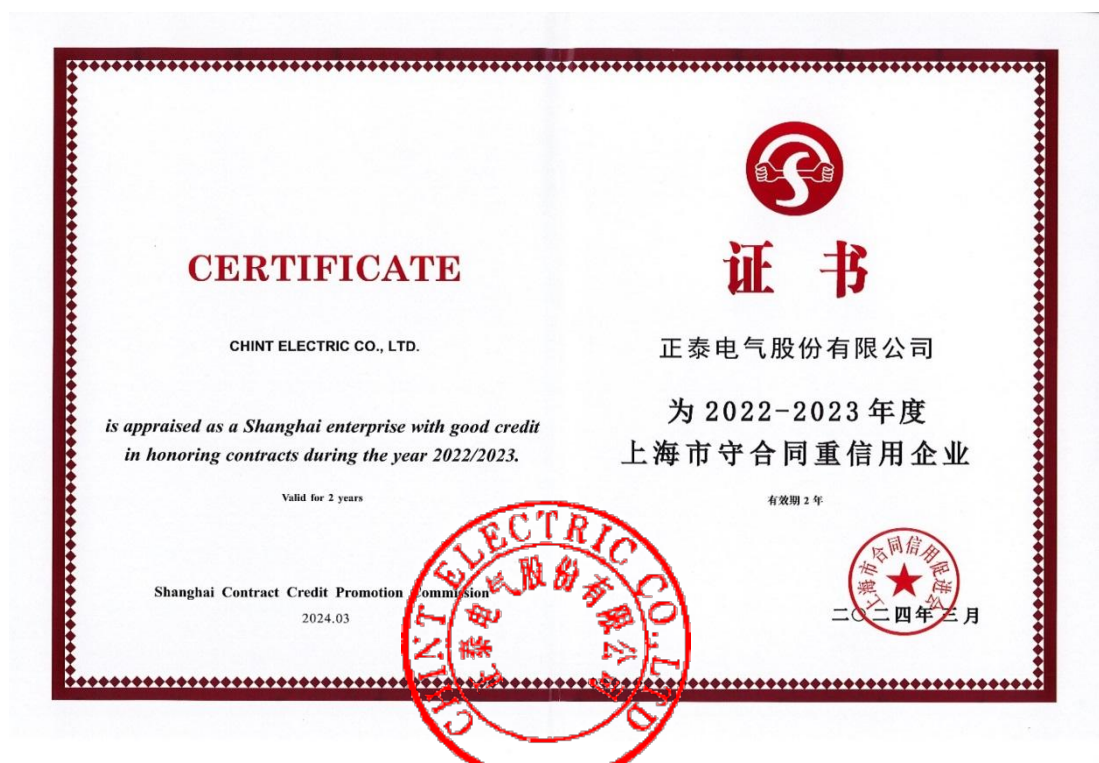 CERTIFICATE
CHINT ELECTRIC CO., LTD.
is appraised as a Shanghai enterprise with good credit
in honoring contracts during the year 2022/2023.
Valid for 2 years
Shanghai Contract Credit Promotion Commission
2024.03
证书
正泰电气股份有限公司
为 2022-2023 年度
上海市守合同重信用企业
有效期 2 年
上海市合同信用促进会
二〇二四年三月
CHINT ELECTRIC CO., LTD
正泰电气股份有限公司